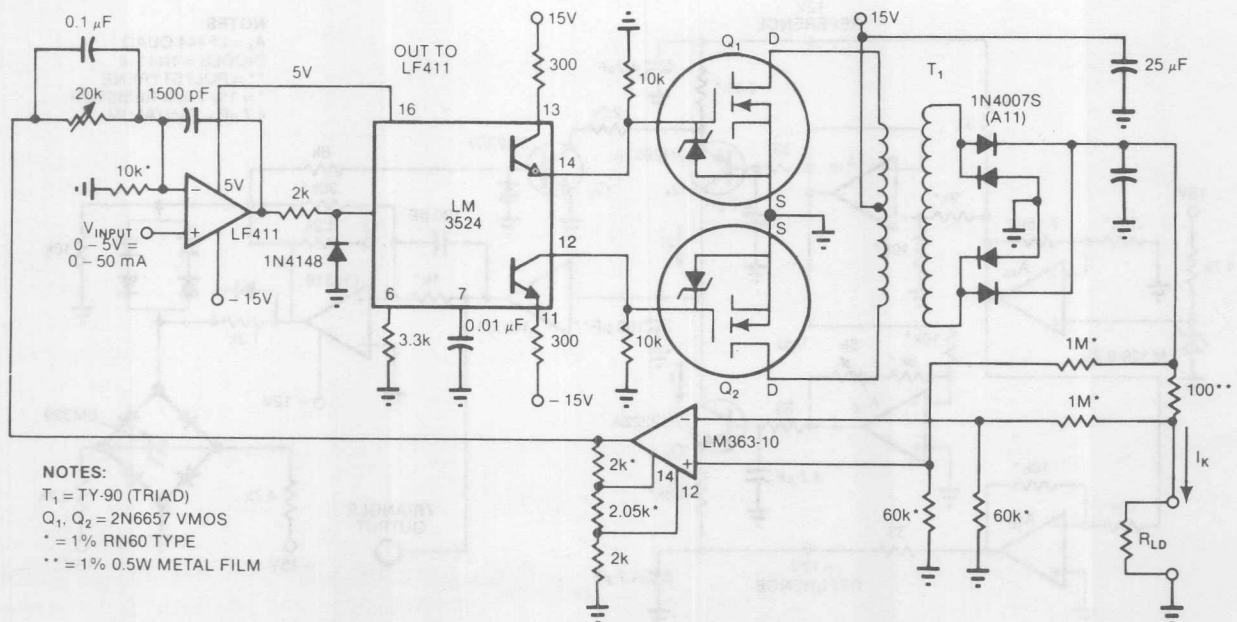 0.1 μF
20k
1500 pF
10k*
VINPUT
0 – 5V =
0 – 50 mA
–
+
5V
LF411
– 15V
5V
2k
1N4148
OUT TO
LF411
16
13
14
LM
3524
12
6
7
11
3.3k
0.01 μF
15V
300
300
– 15V
10k
10k
Q1
D
S
S
Q2
D
15V
T1
25 μF
1N4007S
(A11)
1M*
1M*
100**
IK
RLD
60k*
60k*
LM363-10
–
+
14
12
2k*
2.05k*
2k
NOTES:
T1 = TY-90 (TRIAD)
Q1, Q2 = 2N6657 VMOS
* = 1% RN60 TYPE
** = 1% 0.5W METAL FILM